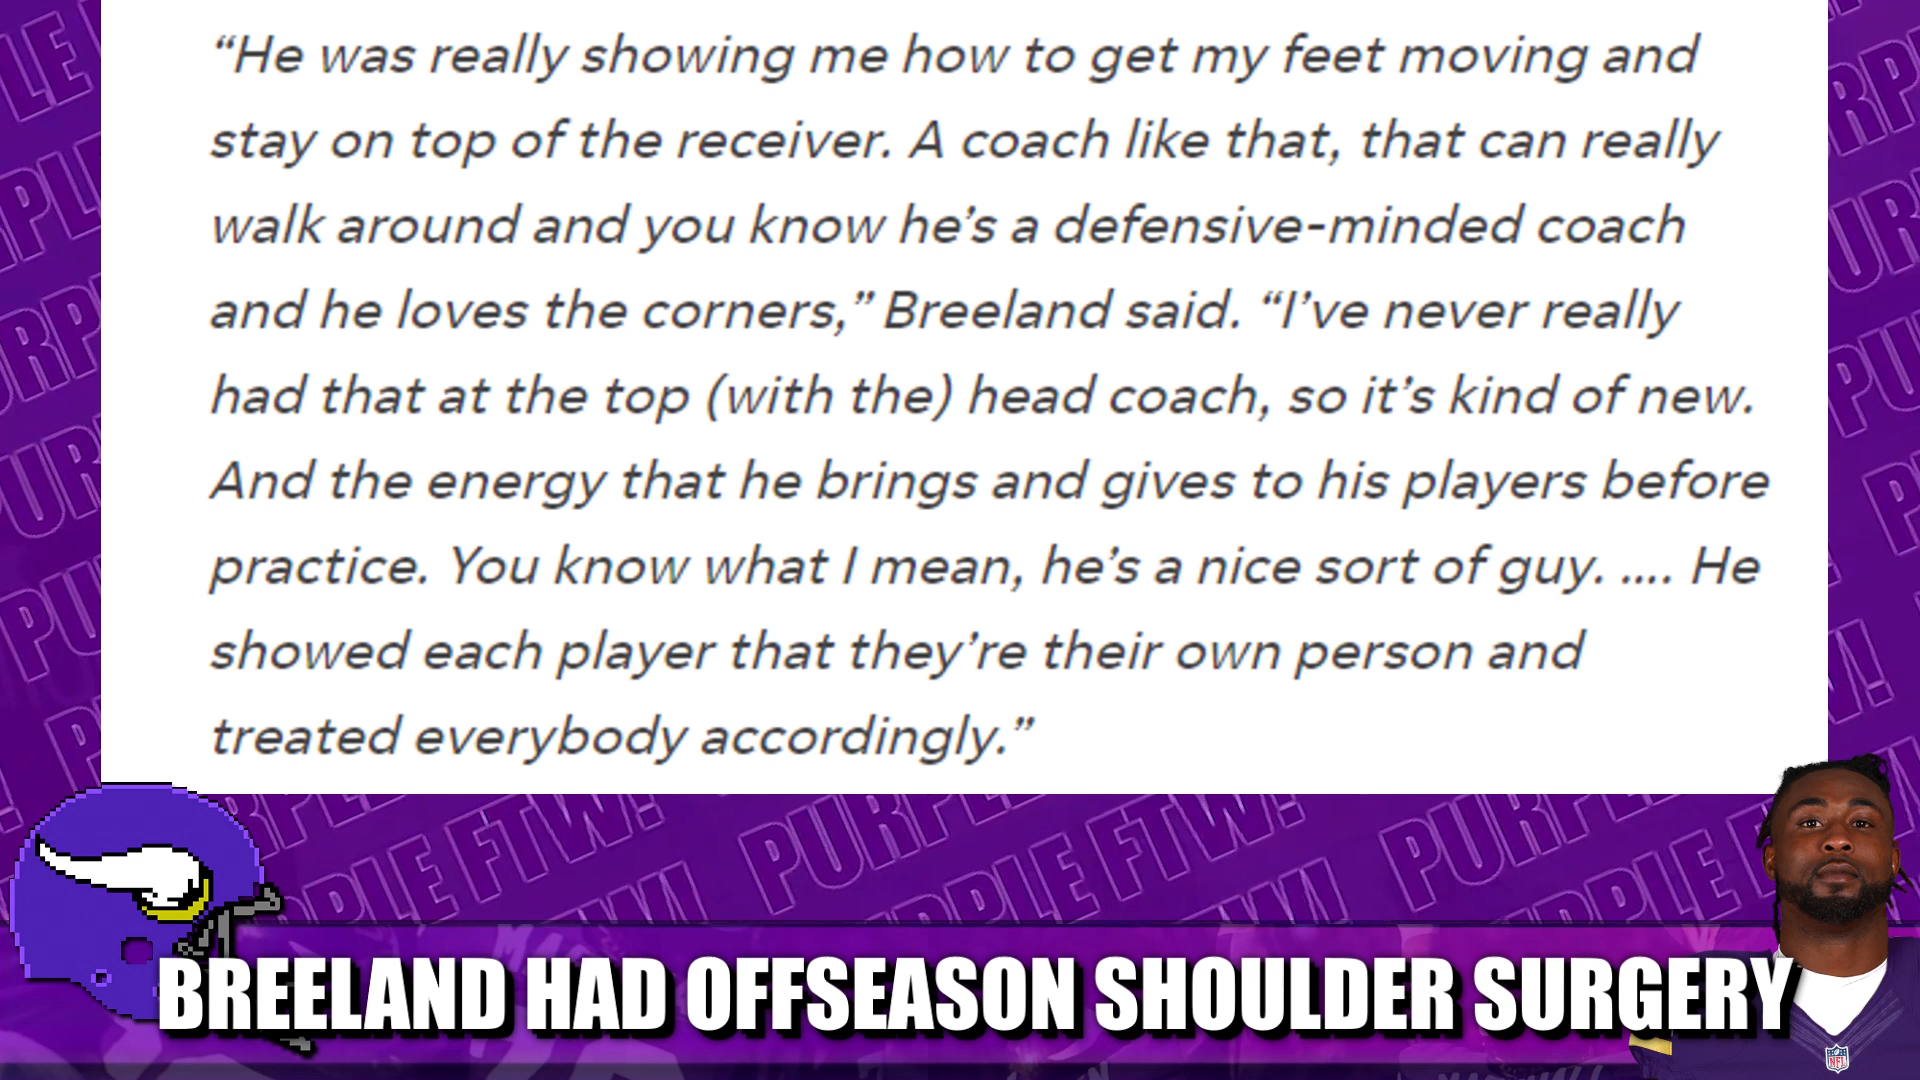 “He was really showing me how to get my feet moving and
stay on top of the receiver. A coach like that, that can really
walk around and you know he’s a defensive-minded coach
and he loves the corners,” Breeland said. “I’ve never really
had that at the top (with the) head coach, so it’s kind of new.
And the energy that he brings and gives to his players before
practice. You know what I mean, he’s a nice sort of guy. .... He
showed each player that they’re their own person and
treated everybody accordingly.”
PURPLE FTW!
BREELAND HAD OFFSEASON SHOULDER SURGERY
NFL